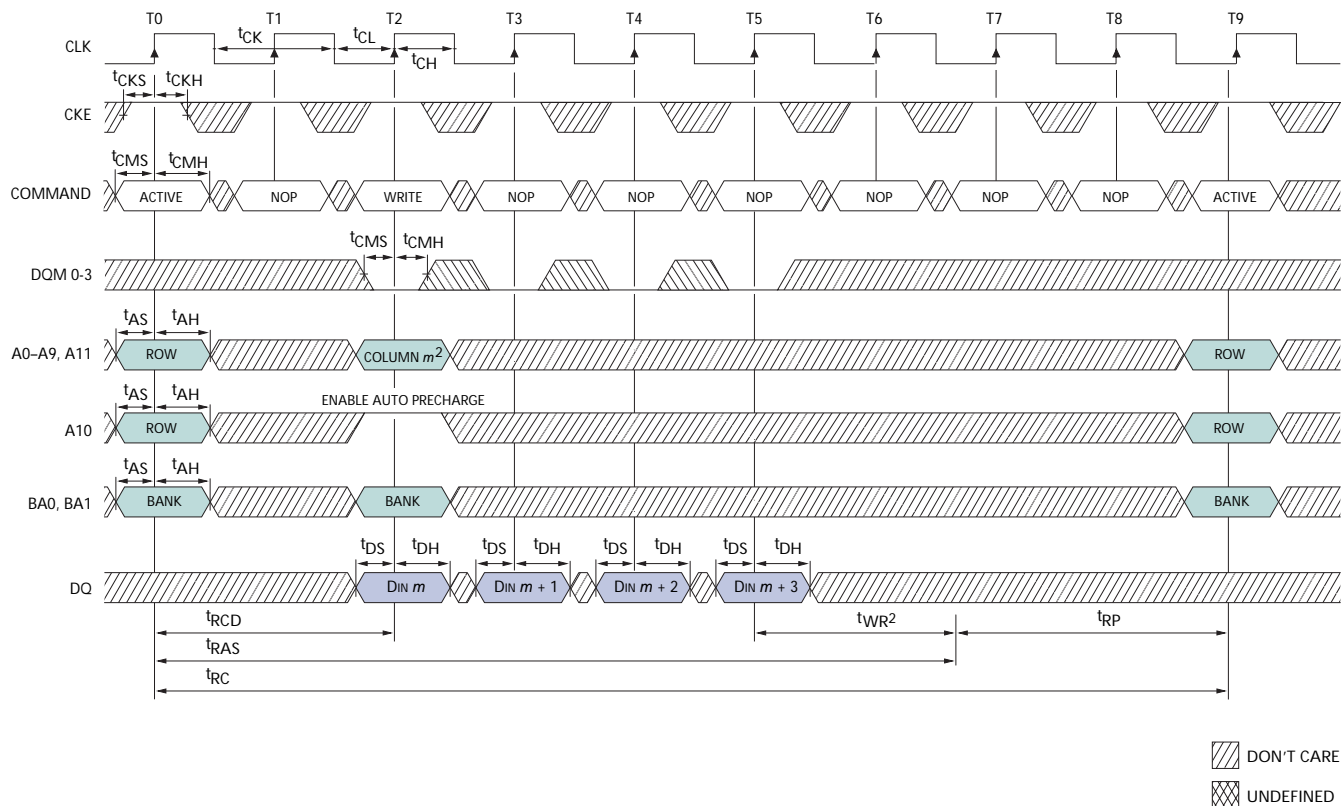 T0 T1 T2 T3 T4 T5 T6 T7 T8 T9
CLK tCK tCL tCH
tCKS tCKH
CKE
tCMS tCMH
COMMAND ACTIVE NOP WRITE NOP NOP NOP NOP NOP NOP ACTIVE
tCMS tCMH
DQM 0-3
tAS tAH
A0–A9, A11 ROW COLUMN m² ROW
tAS tAH ENABLE AUTO PRECHARGE
A10 ROW ROW
tAS tAH
BA0, BA1 BANK BANK BANK
tDS tDH tDS tDH tDS tDH tDS tDH
DQ DIN m DIN m + 1 DIN m + 2 DIN m + 3
tRCD tWR² tRP
tRAS
tRC
DON'T CARE
UNDEFINED